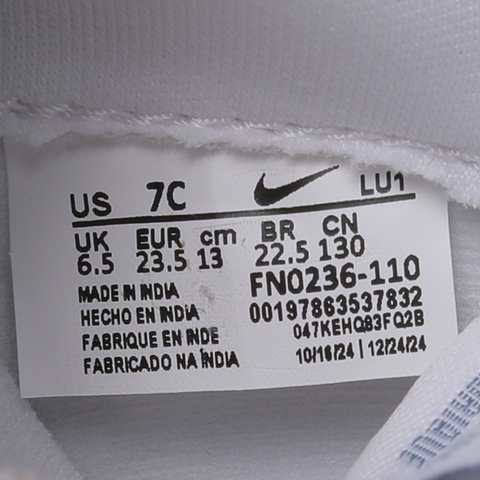 US 7C LU1
UK EUR cm BR CN
6.5 23.5 13 22.5 130
MADE IN INDIA
HECHO EN INDIA
FABRIQUE EN INDE
FABRICADO NA ÍNDIA
FN0236-110
00197863537832
047KEHQ83FQ2B
10/16/24 | 12/24/24